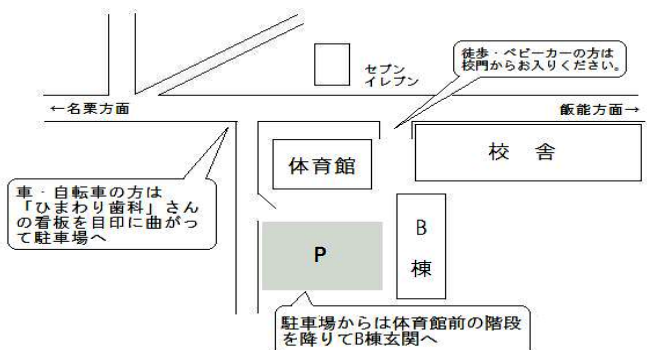 徒歩・ベビーカーの方は
校門からお入りください。
セブン
イレブン
←名栗方面
飯能方面→
体育館
校　舎
車・自転車の方は
「ひまわり歯科」さん
の看板を目印に曲がっ
て駐車場へ
B
棟
P
駐車場からは体育館前の階段
を降りてB棟玄関へ